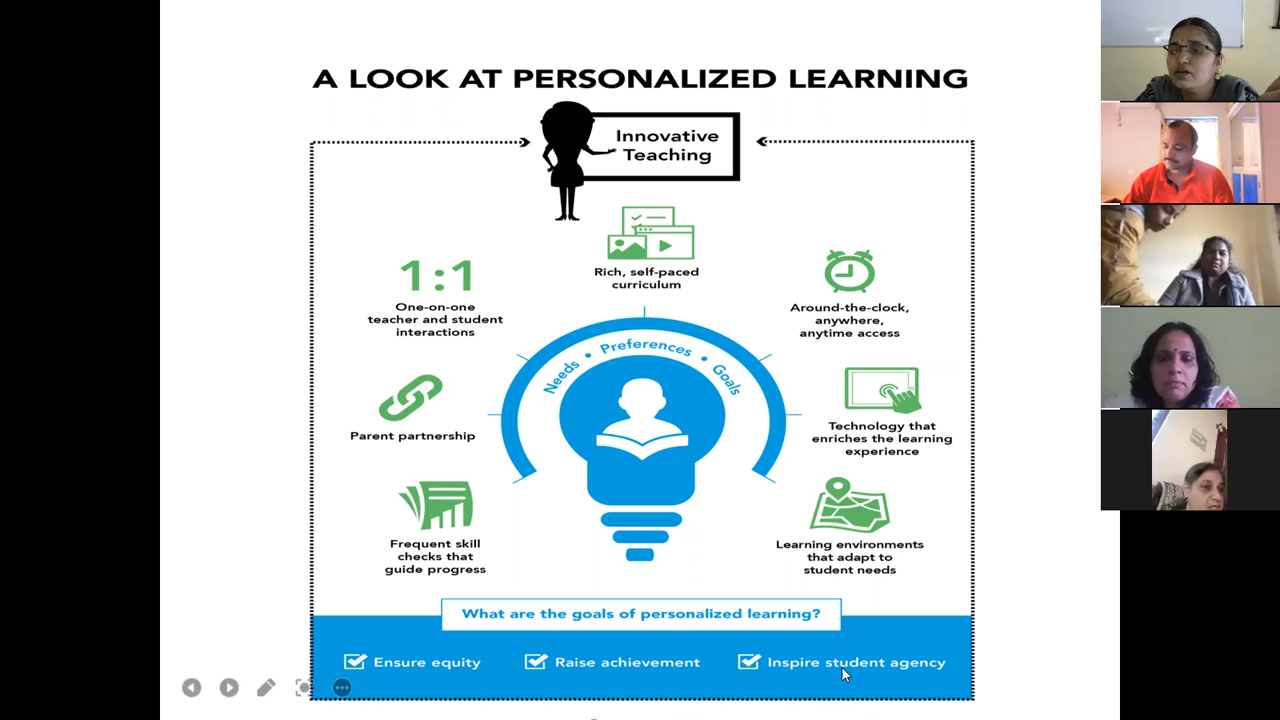 A LOOK AT PERSONALIZED LEARNING
Innovative
Teaching
Rich, self-paced
curriculum
1:1
One-on-one
teacher and student
interactions
Around-the-clock,
anywhere,
anytime access
Needs • Preferences • Goals
Parent partnership
Technology that
enriches the learning
experience
Frequent skill
checks that
guide progress
Learning environments
that adapt to
student needs
What are the goals of personalized learning?
Ensure equity
Raise achievement
Inspire student agency